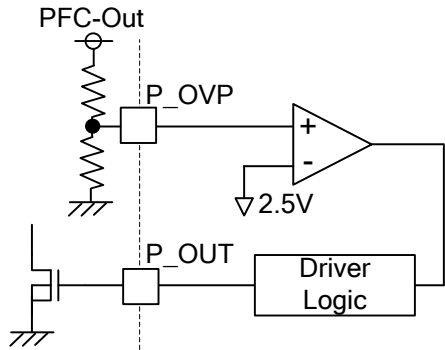 PFC-Out
P_OVP
+
-
2.5V
P_OUT
Driver
Logic